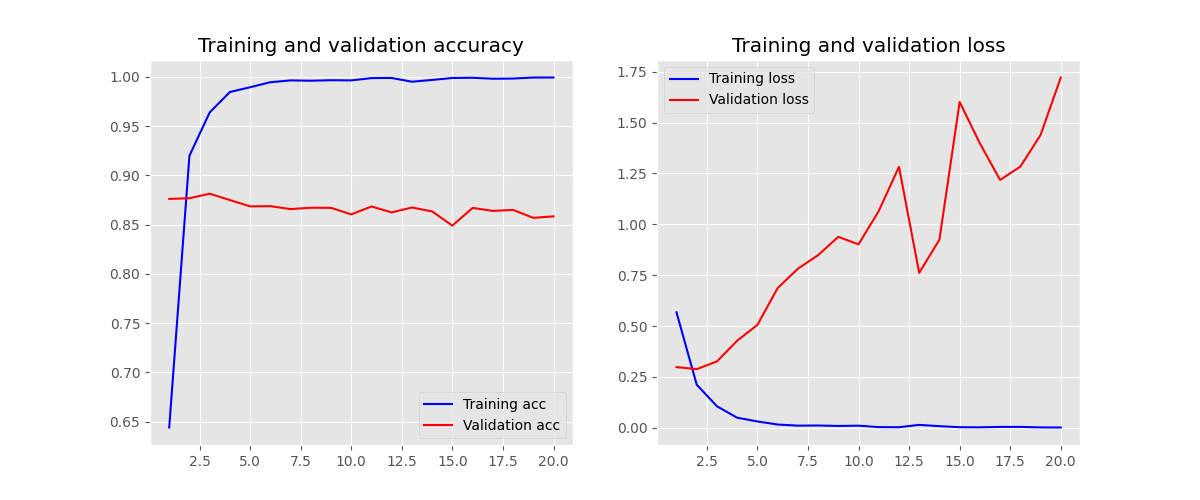 Training and validation accuracy
1.00
0.95
0.90
0.85
0.80
0.75
0.70
0.65
2.5 5.0 7.5 10.0 12.5 15.0 17.5 20.0
Training acc
Validation acc
Training and validation loss
1.75
1.50
1.25
1.00
0.75
0.50
0.25
0.00
2.5 5.0 7.5 10.0 12.5 15.0 17.5 20.0
Training loss
Validation loss